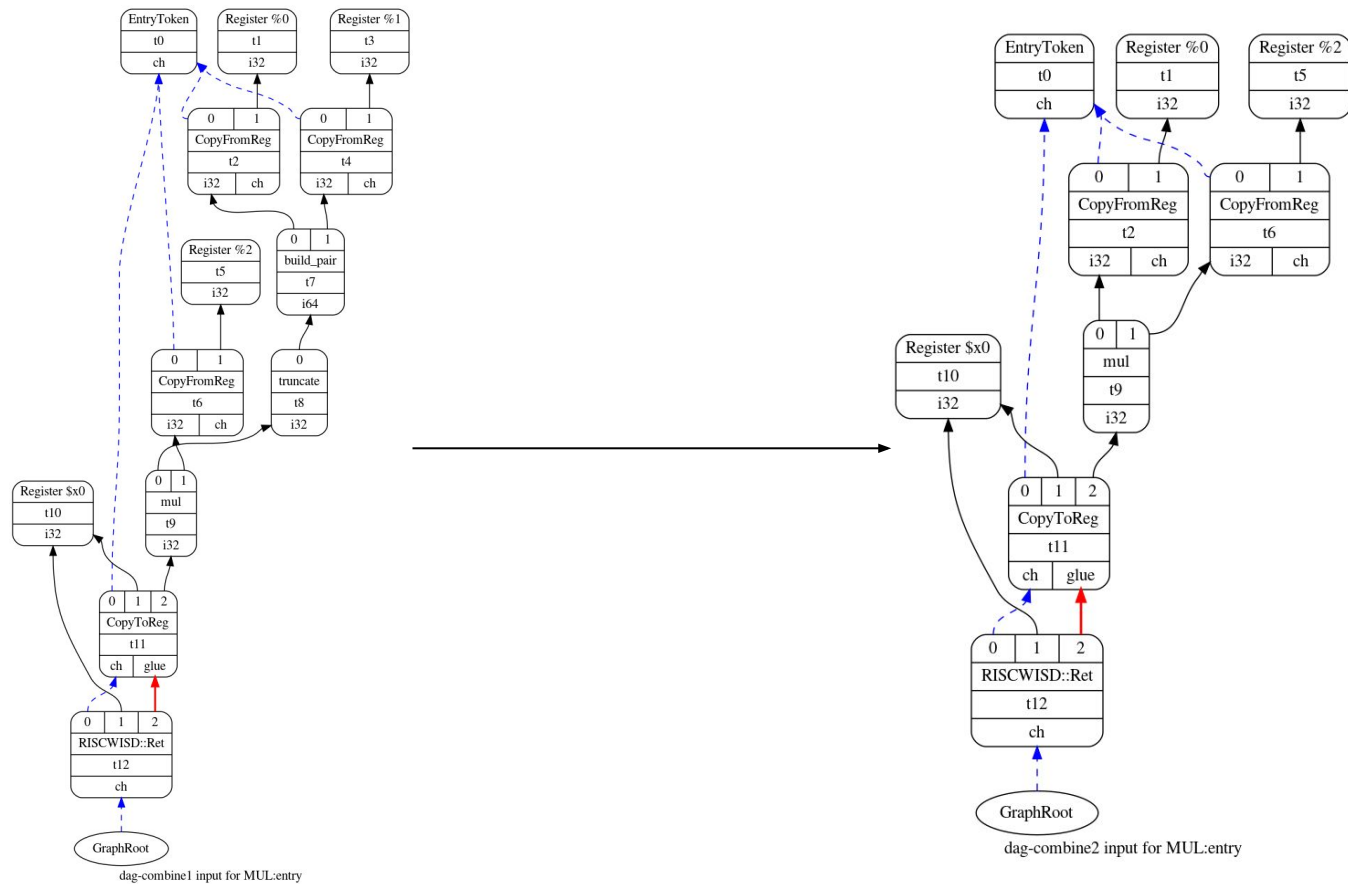 EntryToken
t0
ch
Register %0
t1
i32
Register %1
t3
i32
0 1
CopyFromReg
t2
i32 ch
0 1
CopyFromReg
t4
i32 ch
0 1
build_pair
t7
i64
Register %2
t5
i32
0 1
CopyFromReg
t6
i32 ch
0
truncate
t8
i32
0 1
mul
t9
i32
Register $x0
t10
i32
0 1 2
CopyToReg
t11
ch glue
0 1 2
RISCWISD::Ret
t12
ch
GraphRoot
dag-combine1 input for MUL:entry
EntryToken
t0
ch
Register %0
t1
i32
Register %2
t5
i32
0 1
CopyFromReg
t2
i32 ch
0 1
CopyFromReg
t6
i32 ch
0 1
mul
t9
i32
Register $x0
t10
i32
0 1 2
CopyToReg
t11
ch glue
0 1 2
RISCWISD::Ret
t12
ch
GraphRoot
dag-combine2 input for MUL:entry